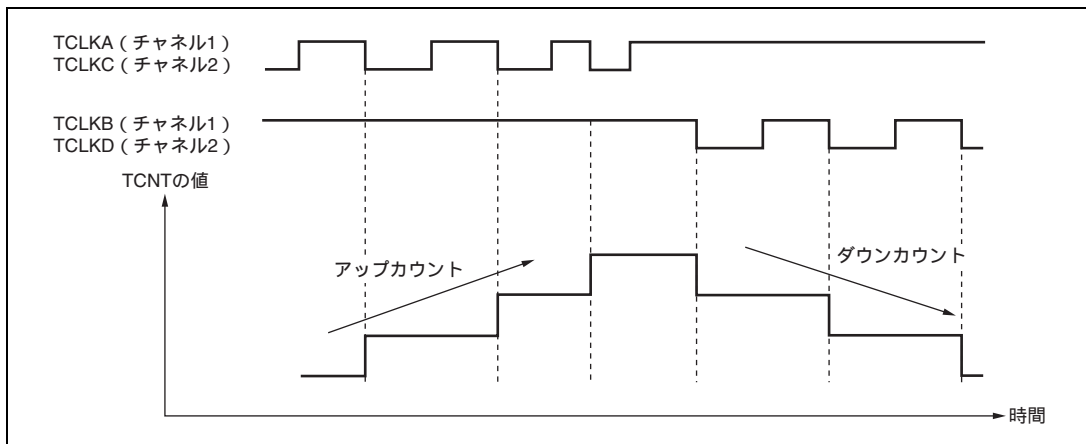 TCLKA（チャネル1）
TCLKC（チャネル2）
TCLKB（チャネル1）
TCLKD（チャネル2）
TCNTの値
アップカウント
ダウンカウント
時間